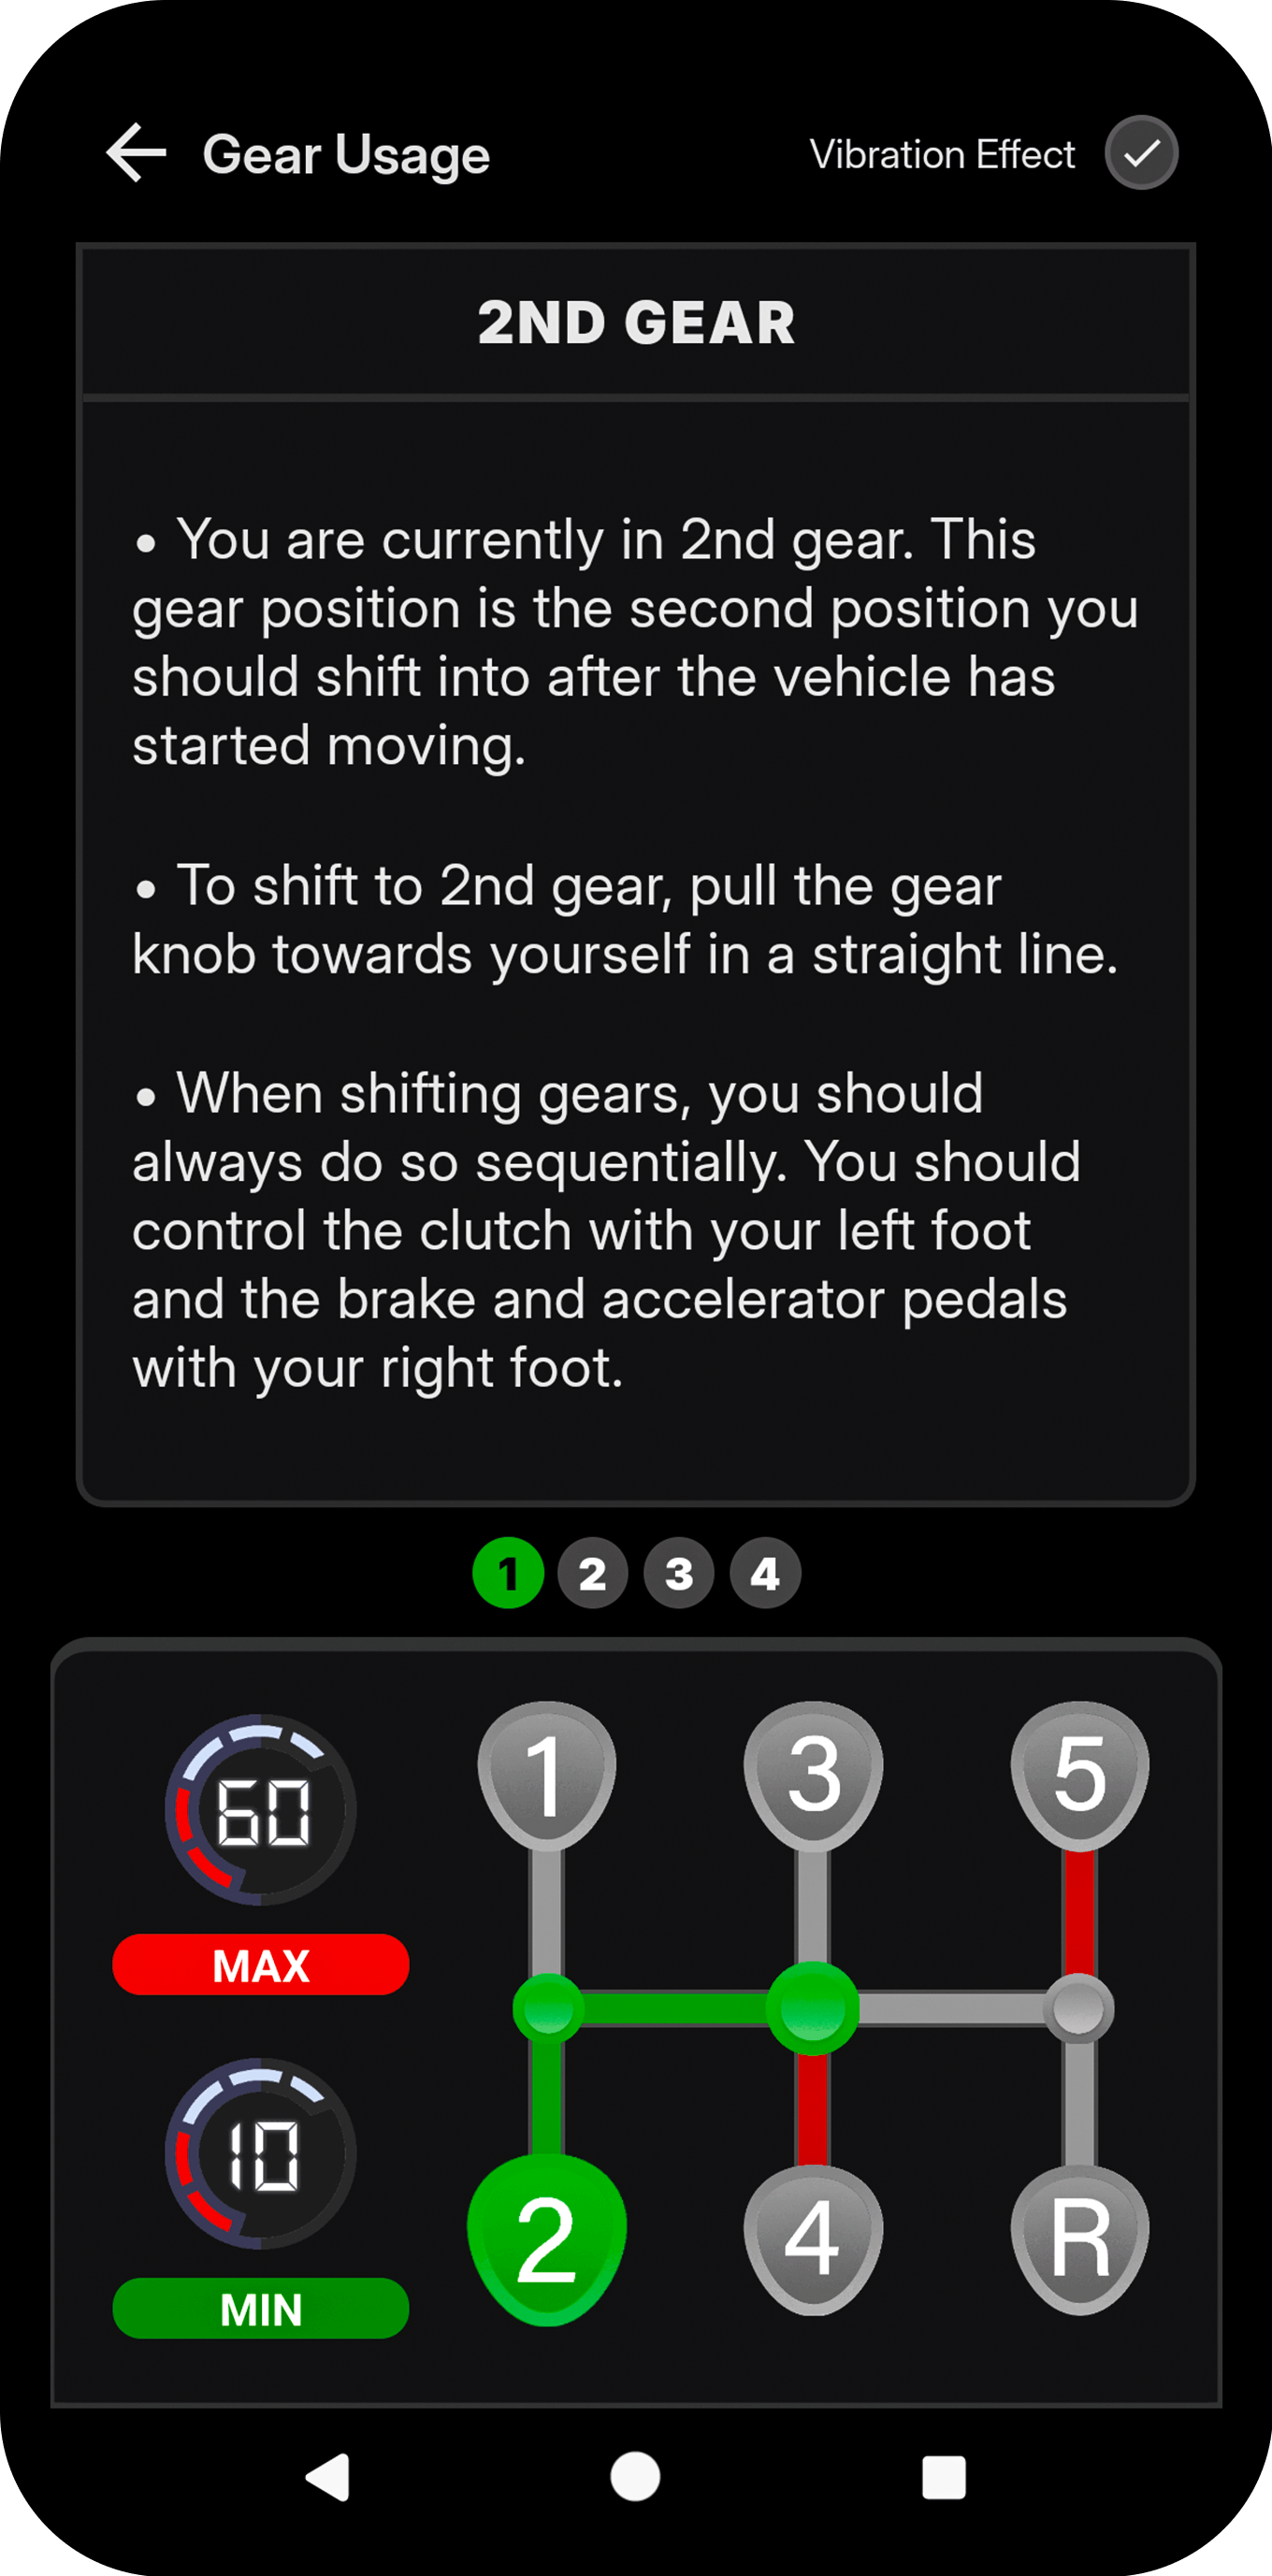 Gear Usage
Vibration Effect
2ND GEAR
• You are currently in 2nd gear. This
gear position is the second position you
should shift into after the vehicle has
started moving.
• To shift to 2nd gear, pull the gear
knob towards yourself in a straight line.
• When shifting gears, you should
always do so sequentially. You should
control the clutch with your left foot
and the brake and accelerator pedals
with your right foot.
1 2 3 4
60
MAX
10
MIN
1 3 5
2 4 R